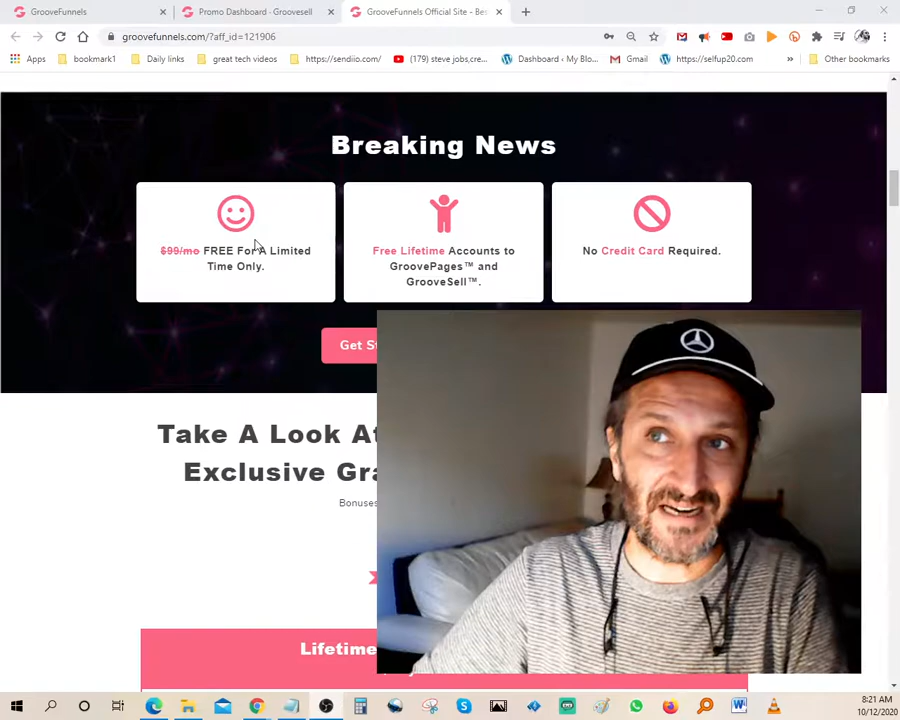 GrooveFunnels
Promo Dashboard - Groovesell
GrooveFunnels Official Site - Bes
groovefunnels.com/?aff_id=121906
Apps
bookmark1
Daily links
great tech videos
https://sendiio.com/
(179) steve jobs,cre...
Dashboard ‹ My Blo...
Gmail
https://selfup20.com
»
Other bookmarks
Breaking News
$99/mo FREE For A Limited
Time Only.
Free Lifetime Accounts to
GroovePages™ and
GrooveSell™.
No Credit Card Required.
Get St
Take A Look At
Exclusive Gra
Bonuses
Lifetime
8:21 AM
10/12/2020